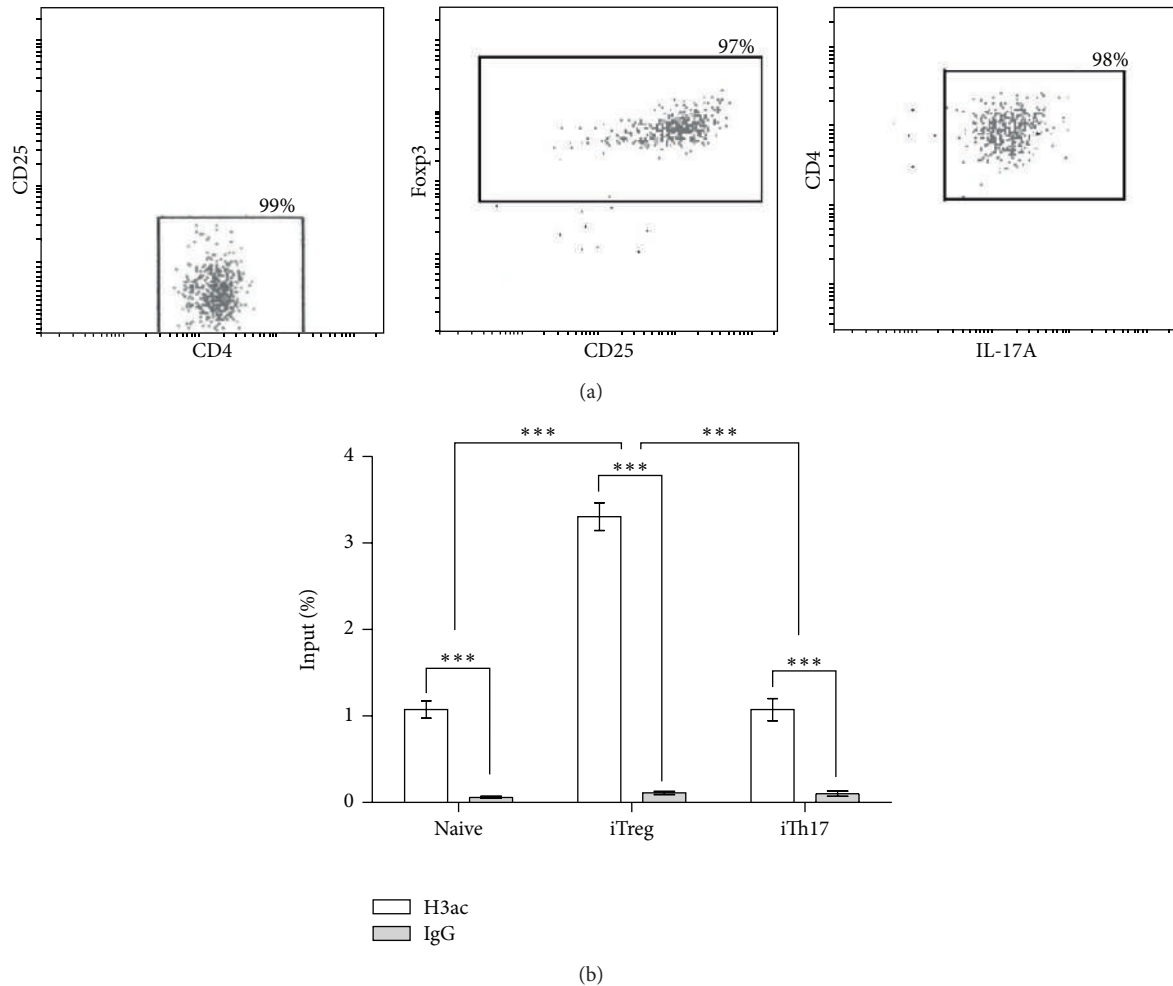 99%
CD25
CD4
97%
Foxp3
CD25
98%
CD4
IL-17A
(a)
*** ***
***
***
***
4
3
2
1
0
Input (%)
Naive iTreg iTh17
H3ac
IgG
(b)